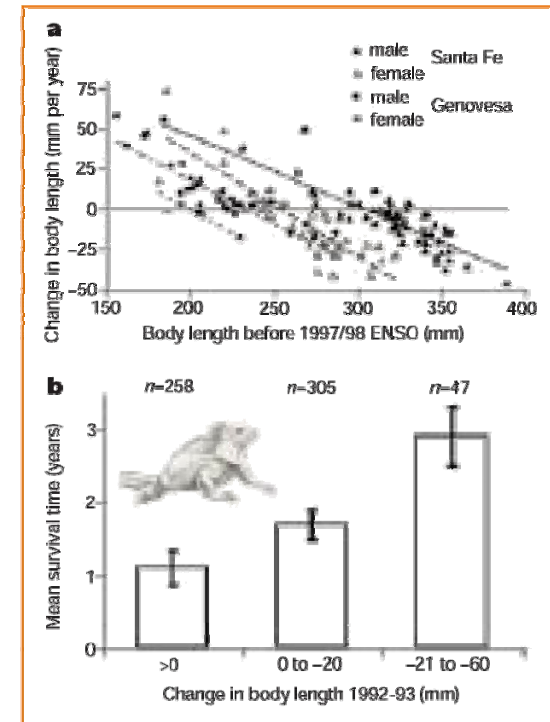 a
male Santa Fe
female
male Genovesa
female
Change in body length (mm per year)
75
50
25
0
−25
−50
150 200 250 300 350 400
Body length before 1997/98 ENSO (mm)
b
n=258 n=305 n=47
Mean survival time (years)
3
2
1
0
>0 0 to −20 −21 to −60
Change in body length 1992-93 (mm)